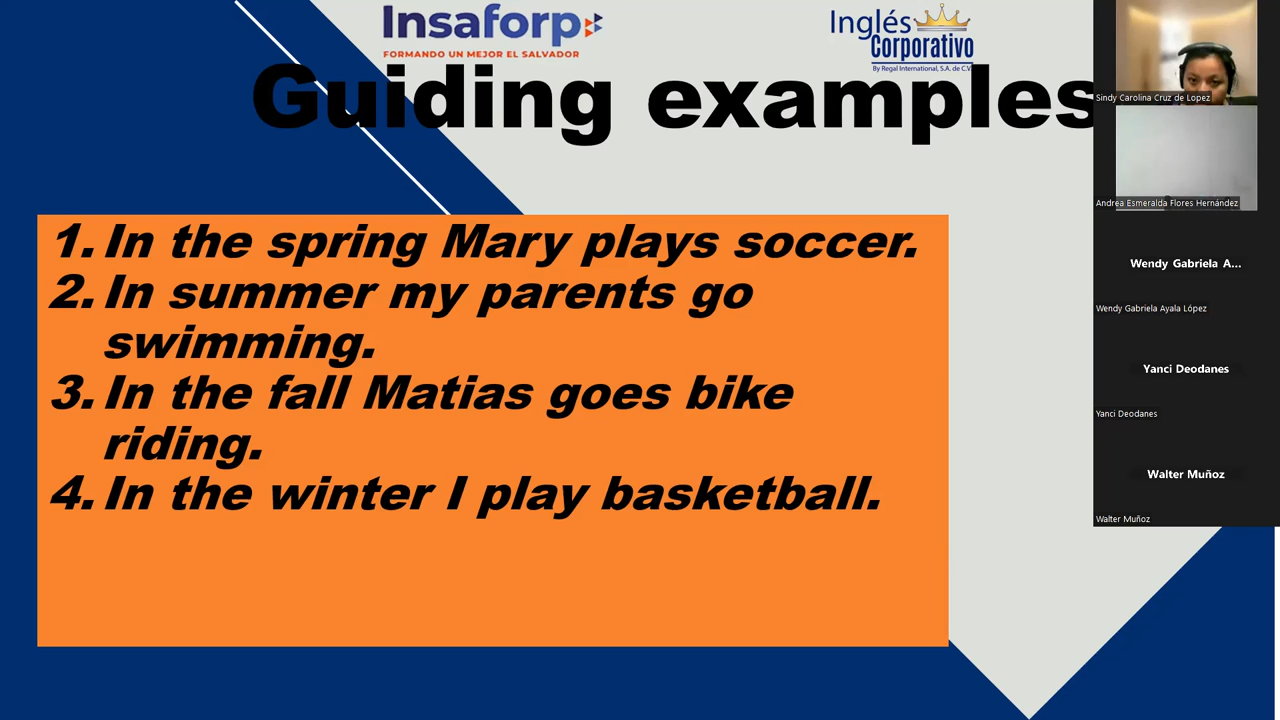 Insaforp
FORMANDO UN MEJOR EL SALVADOR
Inglés
Corporativo
By Regal International, S.A. de C.V.
Guiding examples
1. In the spring Mary plays soccer.
2. In summer my parents go
swimming.
3. In the fall Matias goes bike
riding.
4. In the winter I play basketball.
Sindy Carolina Cruz de Lopez
Andrea Esmeralda Flores Hernández
Wendy Gabriela A...
Wendy Gabriela Ayala López
Yanci Deodanes
Yanci Deodanes
Walter Muñoz
Walter Muñoz